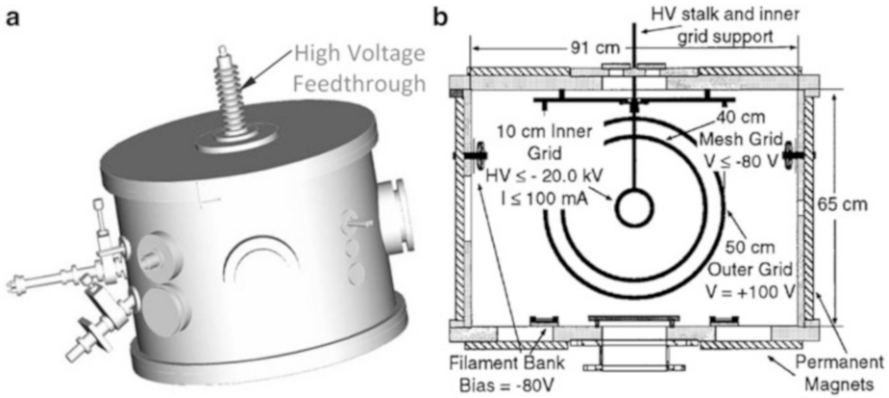 a
High Voltage
Feedthrough
b
HV stalk and inner
grid support
91 cm
10 cm Inner
Grid
HV ≤ - 20.0 kV
I ≤ 100 mA
40 cm
Mesh Grid
V ≤ -80 V
65 cm
50 cm
Outer Grid
V = +100 V
Filament Bank
Bias = -80V
Permanent
Magnets